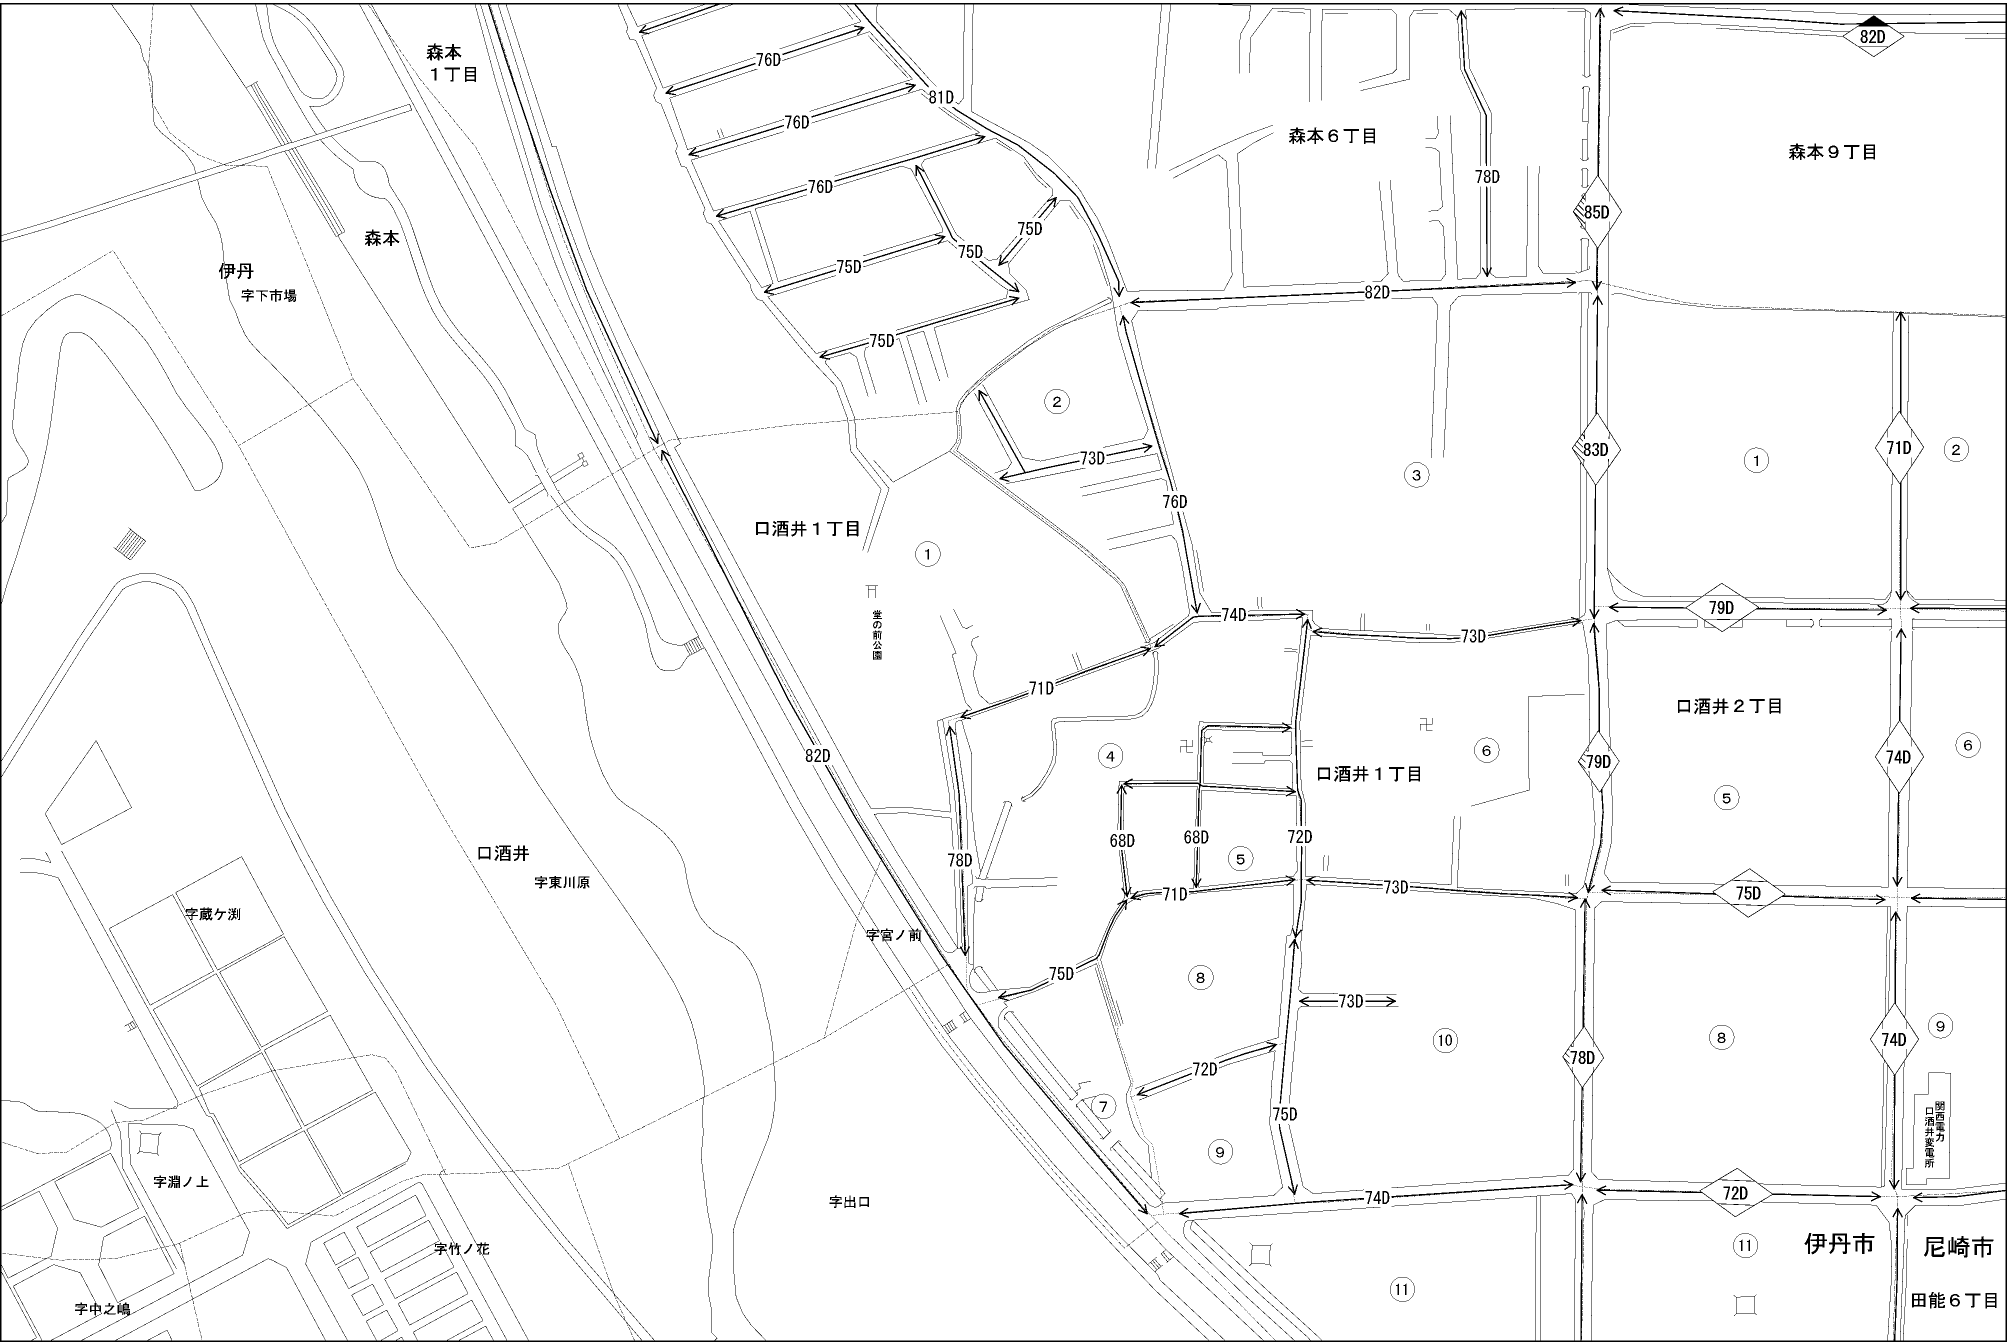 82D
森本
１丁目
76D
81D
76D
森本６丁目
森本９丁目
78D
76D
85D
森本
75D
75D
75D
伊丹
字下市場
82D
75D
2
73D
83D
71D
2
1
3
76D
口酒井１丁目
1
79D
74D
堂の前公園
73D
71D
口酒井２丁目
卍
卍
6
6
82D
4
79D
74D
口酒井１丁目
5
68D
68D
72D
口酒井
78D
5
字東川原
71D
73D
75D
字蔵ケ渕
字宮ノ前
75D
8
73D
9
10
8
74D
78D
72D
7
75D
関西電力
口酒井変電所
9
字淵ノ上
字出口
74D
72D
11
伊丹市
尼崎市
字竹ノ花
11
田能６丁目
字中之嶋